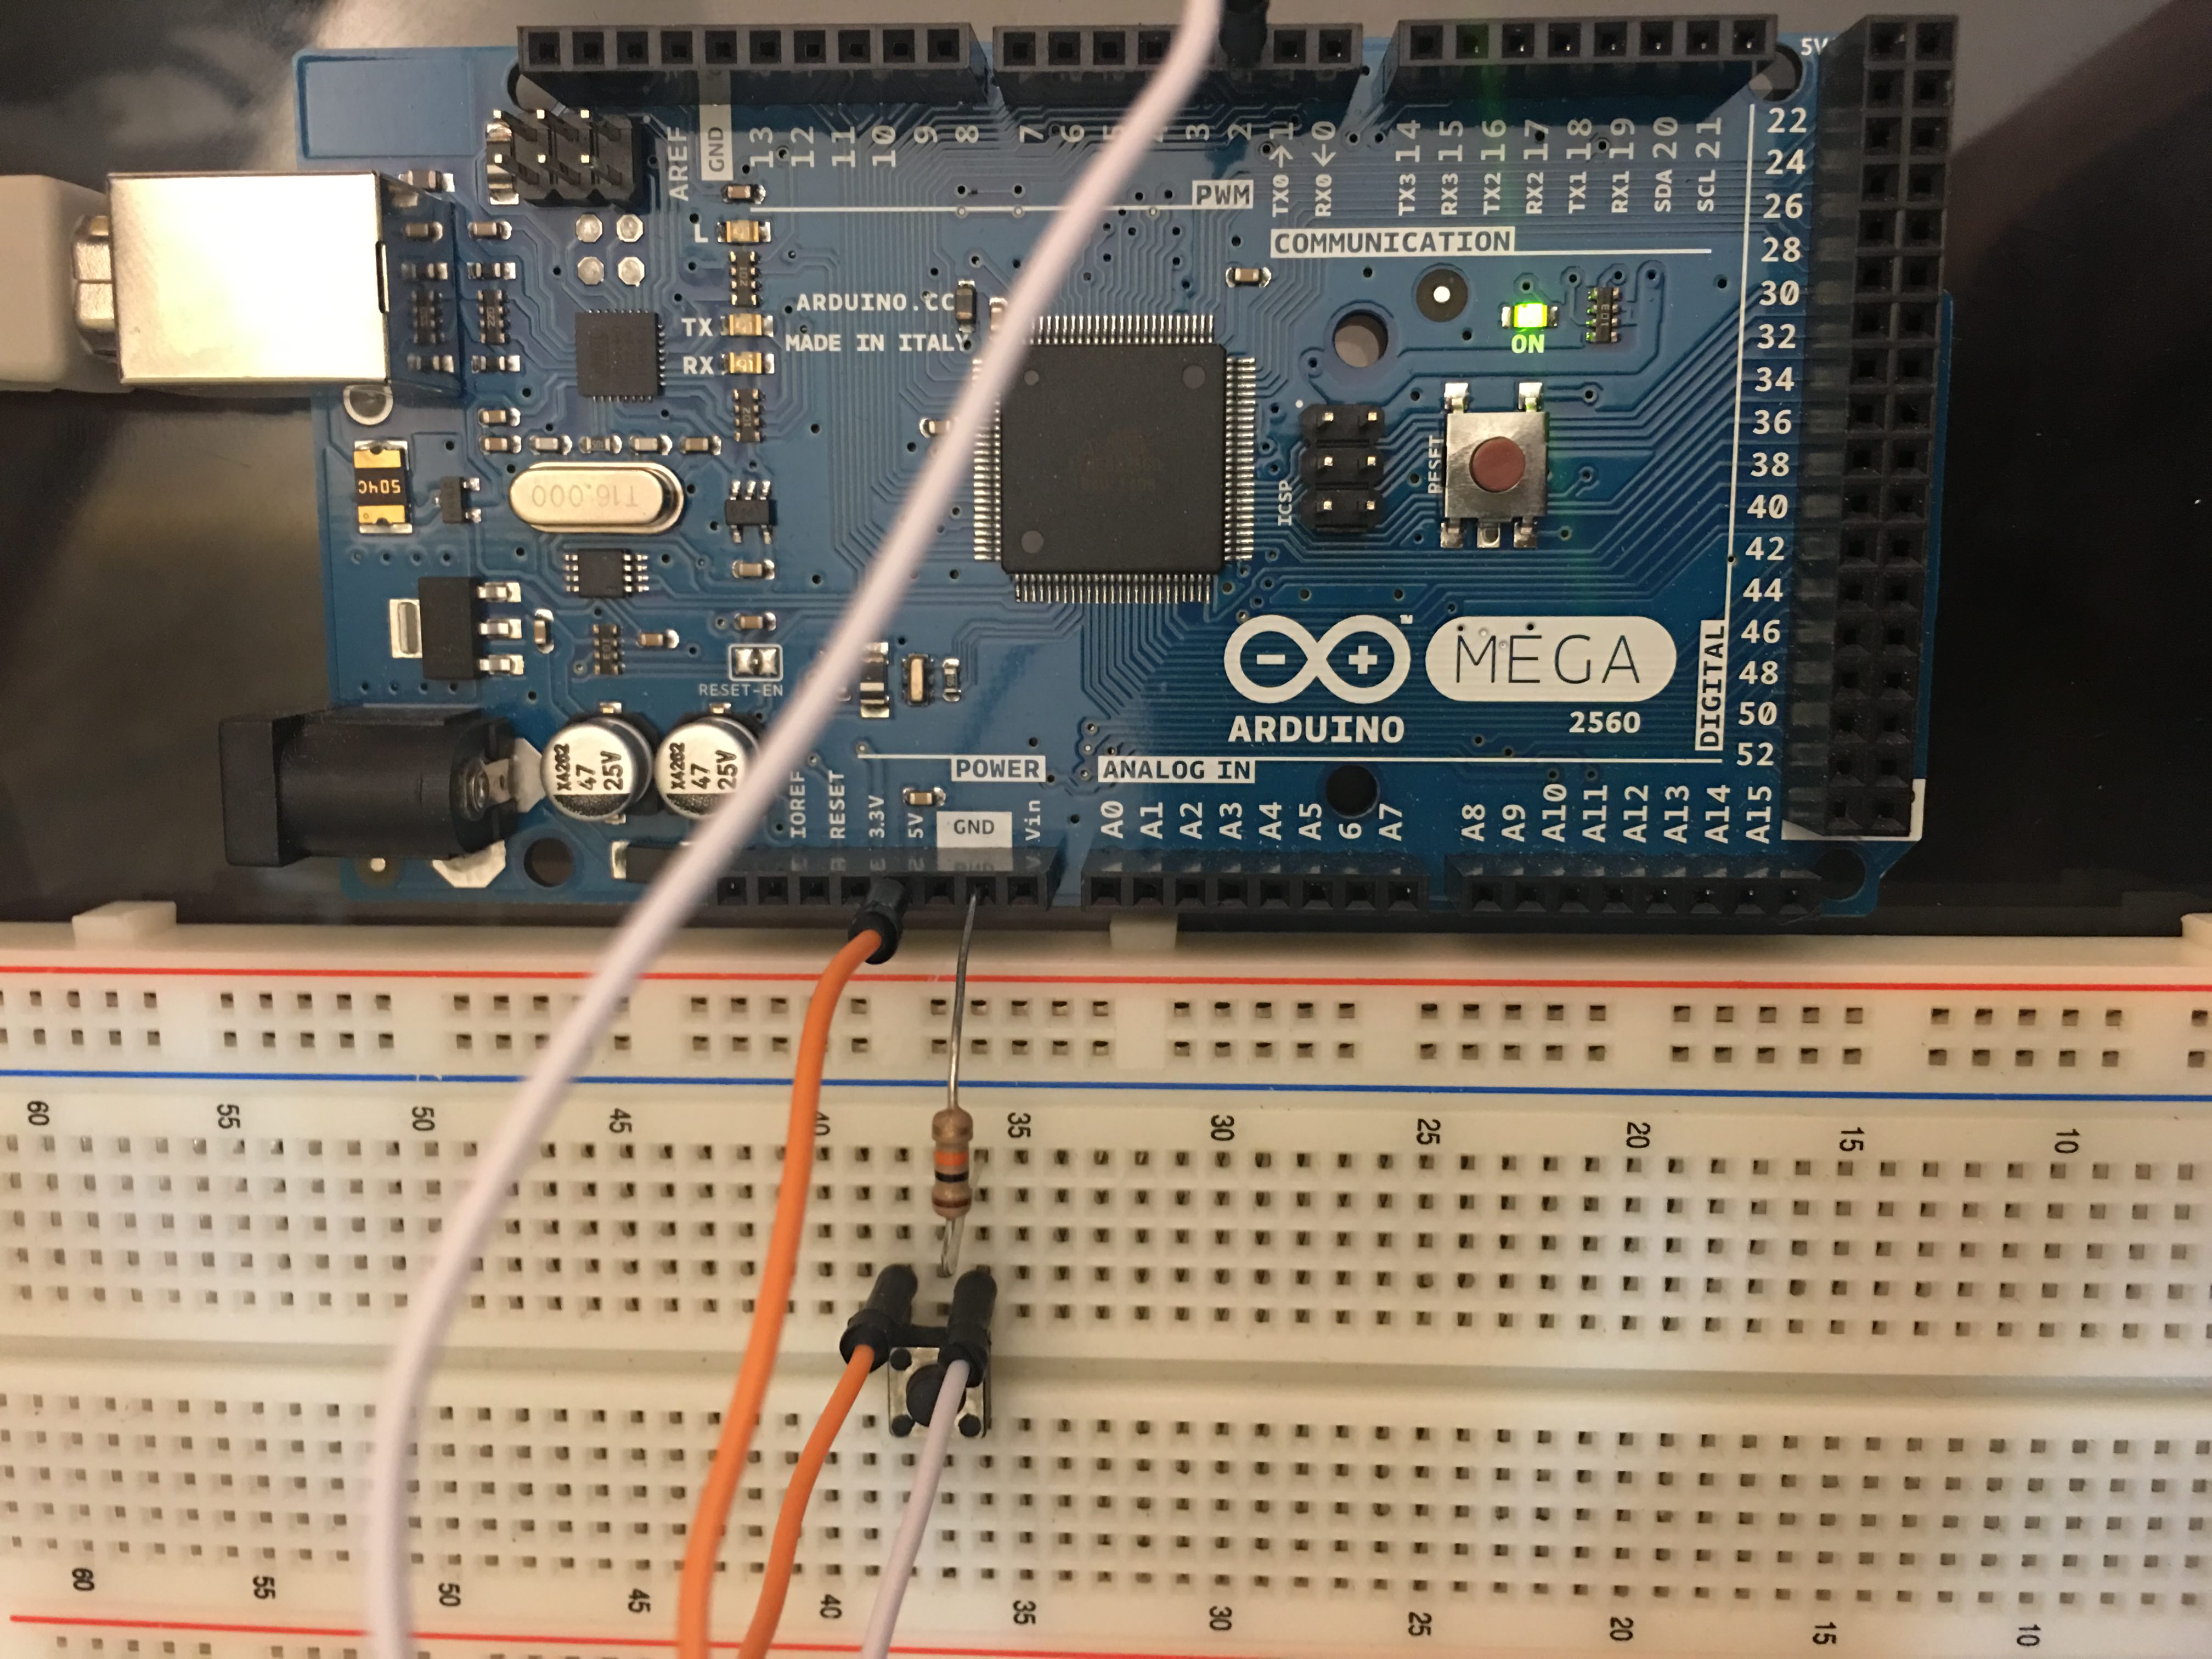 5V
AREF
GND
13
12
11
10
9
8
7
6
5
4
3
2
TX0→1
RX0←0
TX3 14
RX3 15
TX2 16
RX2 17
TX1 18
RX1 19
SDA 20
SCL 21
22
24
26
28
30
32
34
36
38
40
42
44
46
48
50
52
PWM
COMMUNICATION
L
TX
RX
ARDUINO.CC
MADE IN ITALY
ON
RESET
ICSP
504C
T16.000
RESET-EN
MEGA
2560
ARDUINO
DIGITAL
X4202
47
25V
X4202
47
25V
POWER
ANALOG IN
IOREF
RESET
3.3V
5V
GND
Vin
A0
A1
A2
A3
A4
A5
6
A7
A8
A9
A10
A11
A12
A13
A14
A15
60
55
50
45
40
35
30
25
20
15
10
60
55
50
45
40
35
30
25
20
15
10